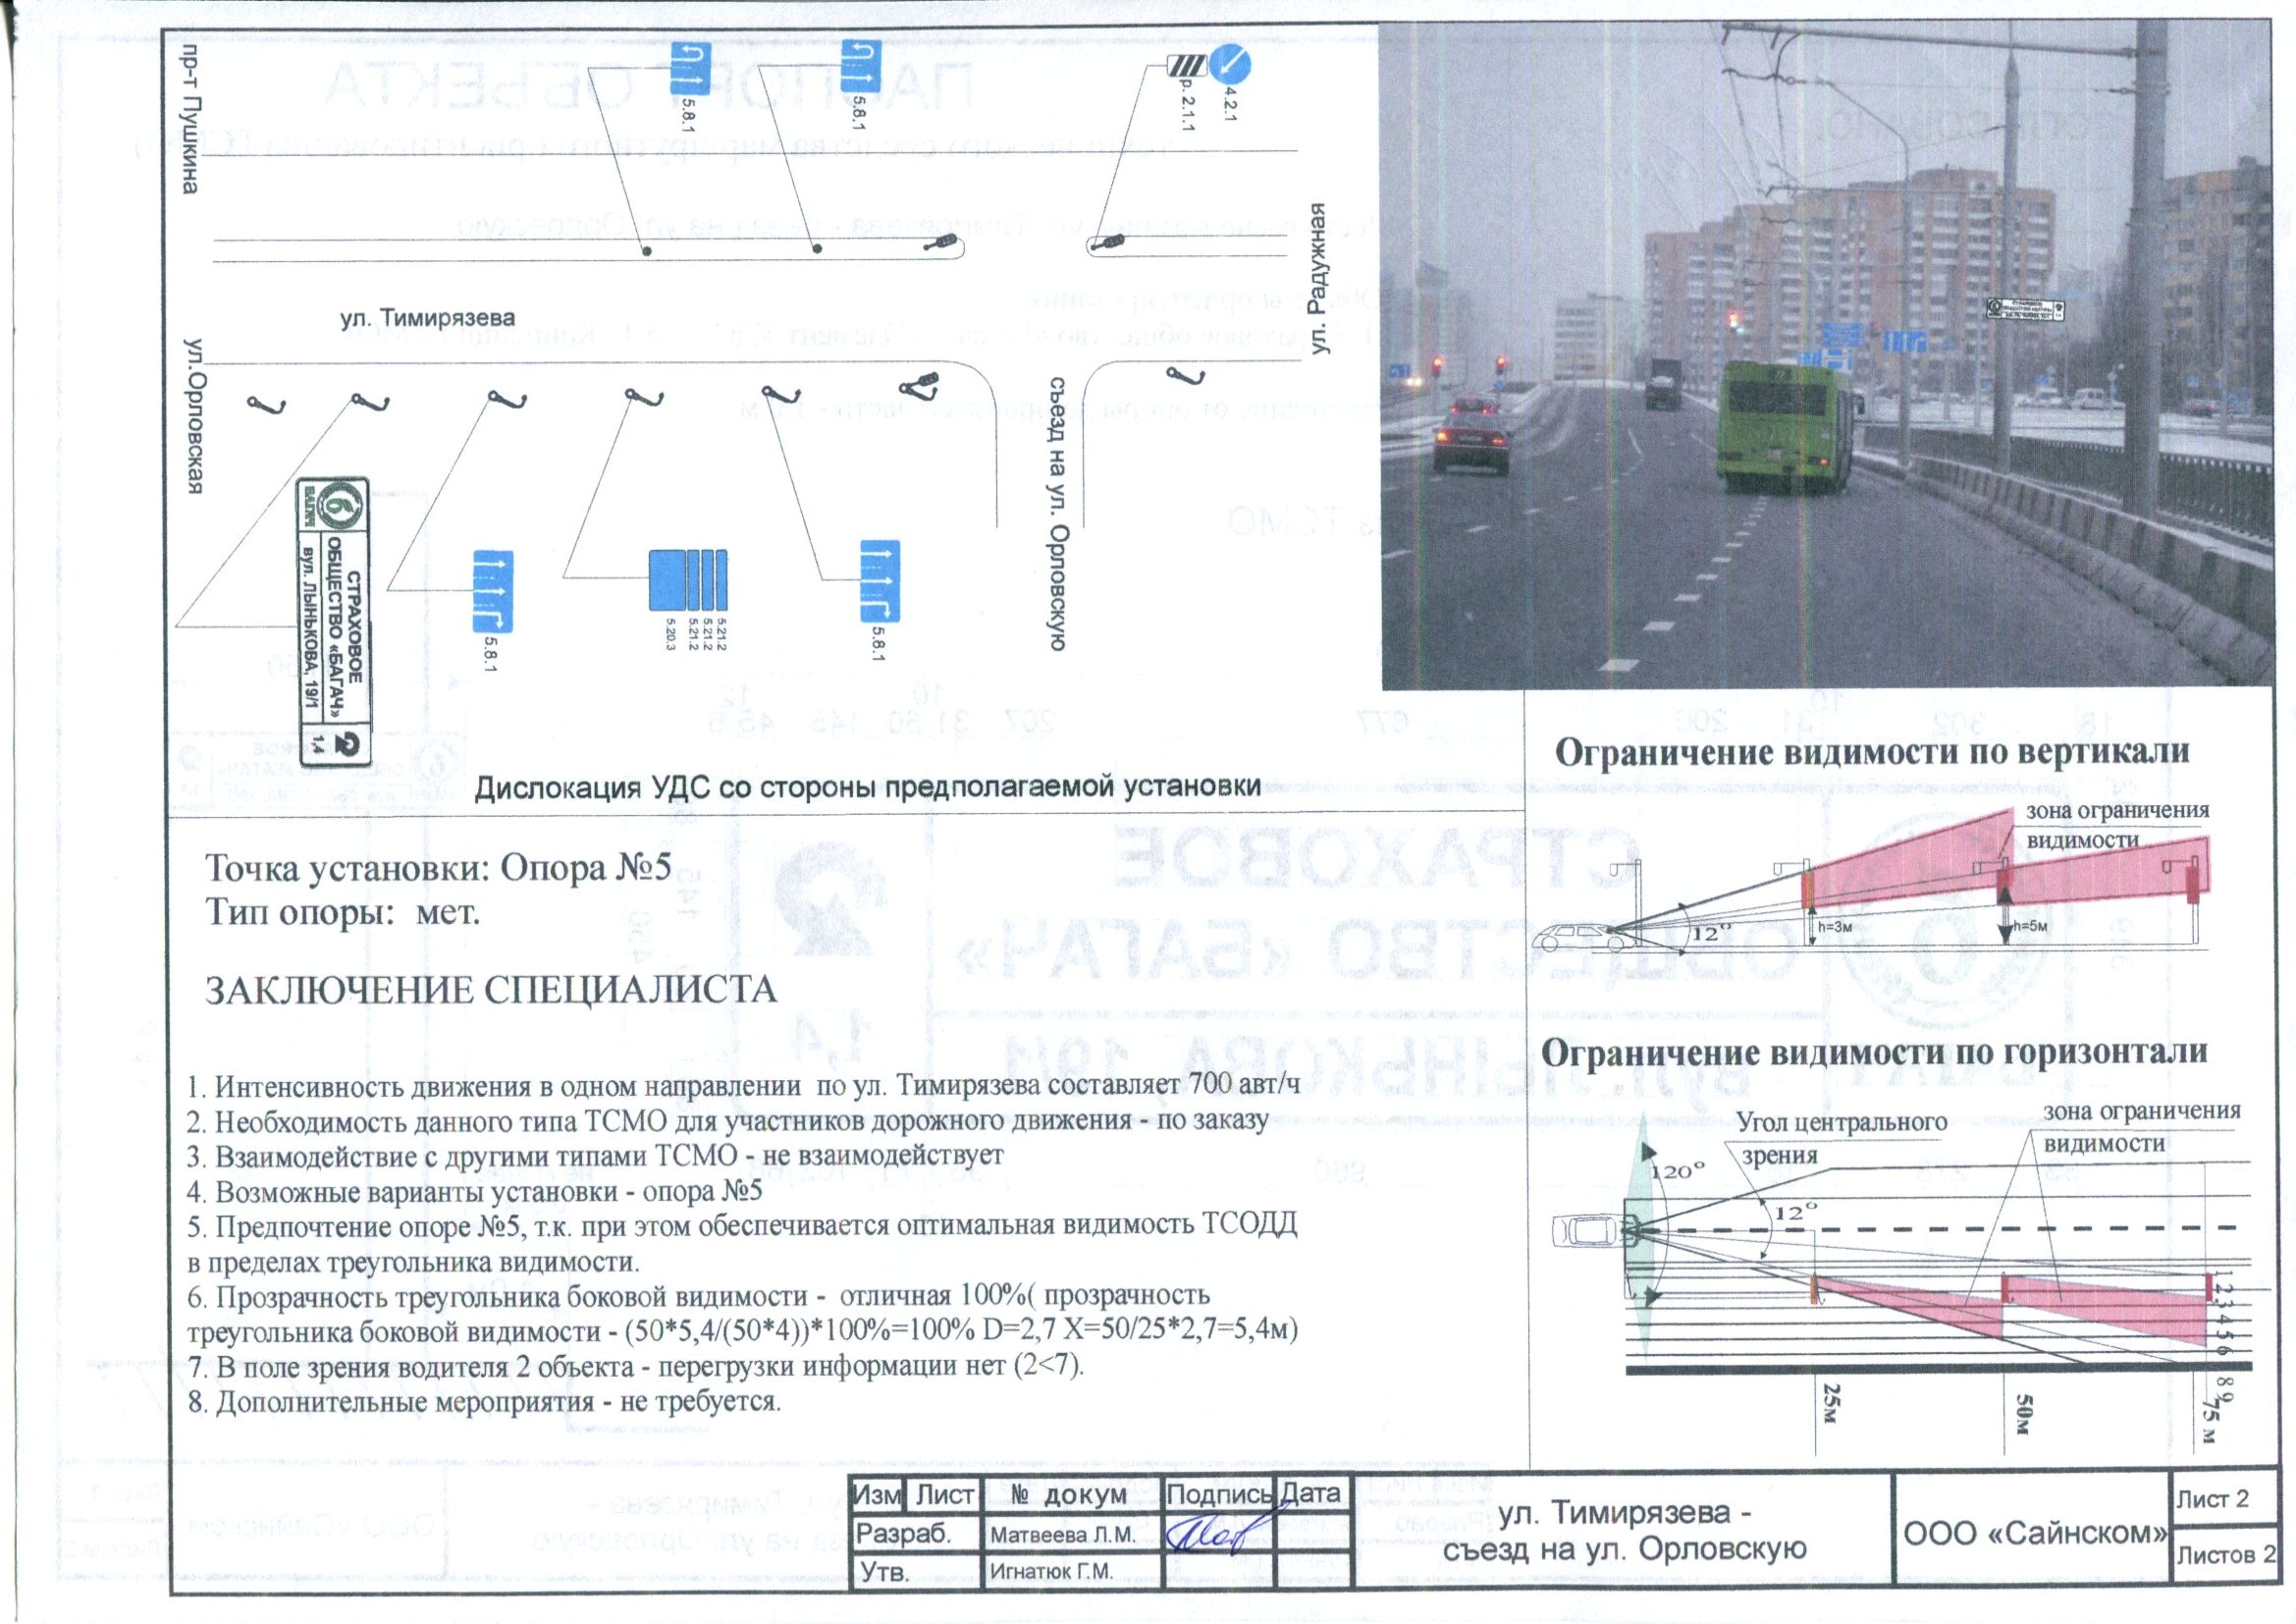 пр-т Пушкина
5.8.1
5.8.1
р. 2.1.1
4.2.1
ул. Радужная
ул. Тимирязева
ул.Орловская
съезд на ул. Орловскую
БАГАЧ
СТРАХОВОЕ
ОБЩЕСТВО «БАГАЧ»
вул. ЛЫНЬКОВА, 19/1
1,4
5.8.1
5.20.3
5.21.2
5.21.2
5.21.2
5.8.1
Дислокация УДС со стороны предполагаемой установки
Точка установки: Опора №5
Тип опоры: мет.
ЗАКЛЮЧЕНИЕ СПЕЦИАЛИСТА
1. Интенсивность движения в одном направлении по ул. Тимирязева составляет 700 авт/ч
2. Необходимость данного типа ТСМО для участников дорожного движения - по заказу
3. Взаимодействие с другими типами ТСМО - не взаимодействует
4. Возможные варианты установки - опора №5
5. Предпочтение опоре №5, т.к. при этом обеспечивается оптимальная видимость ТСОДД
в пределах треугольника видимости.
6. Прозрачность треугольника боковой видимости - отличная 100%( прозрачность
треугольника боковой видимости - (50*5,4/(50*4))*100%=100% D=2,7 X=50/25*2,7=5,4м)
7. В поле зрения водителя 2 объекта - перегрузки информации нет (2<7).
8. Дополнительные мероприятия - не требуется.
Ограничение видимости по вертикали
зона ограничения
видимости
12°
h=3м
h=5м
Ограничение видимости по горизонтали
Угол центрального
зрения
зона ограничения
видимости
120°
12°
1 2 3 4 5 6
8 9
25м
50м
75 м
Изм Лист № докум Подпись Дата
Разраб. Матвеева Л.М.
Утв. Игнатюк Г.М.
ул. Тимирязева -
съезд на ул. Орловскую
ООО «Сайнском»
Лист 2
Листов 2